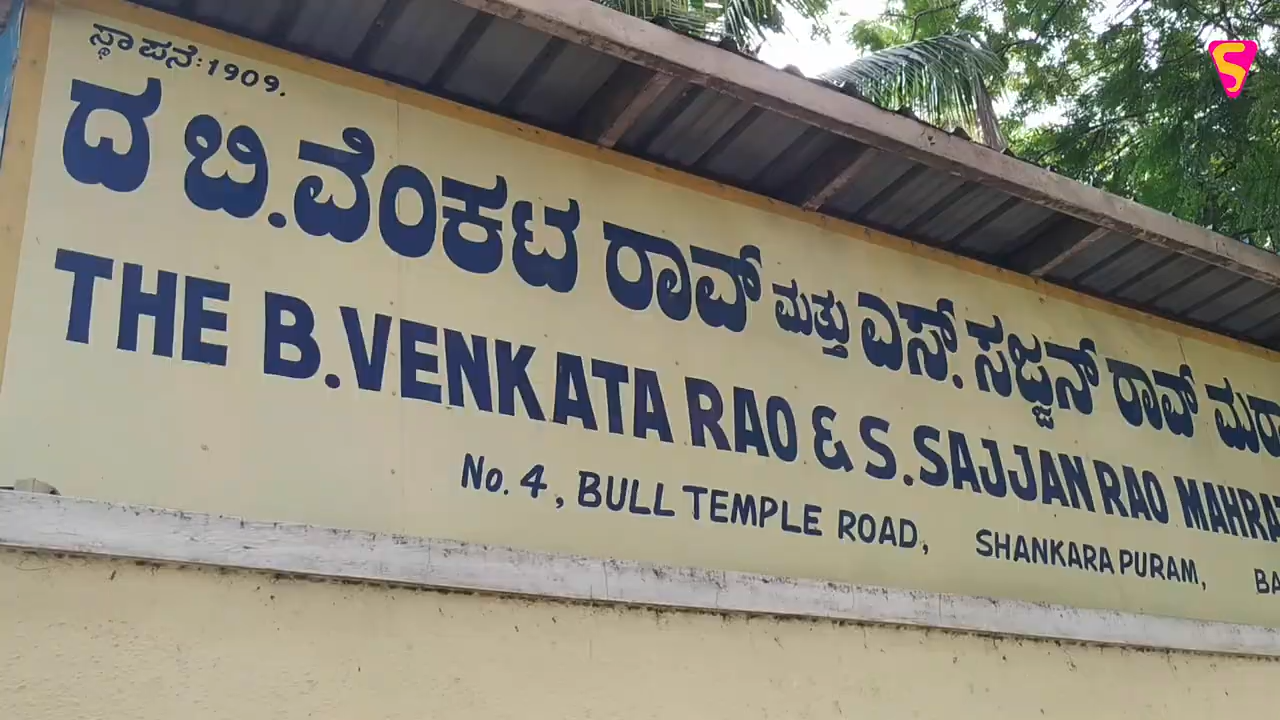 ಸ್ಥಾಪನೆ: 1909.
ದ ಬಿ. ವೆಂಕಟ ರಾವ್ ಮತ್ತು ಎಸ್. ಸಜ್ಜನ್ ರಾವ್
THE B. VENKATA RAO & S. SAJJAN RAO
No. 4, BULL TEMPLE ROAD, SHANKARA PURAM,